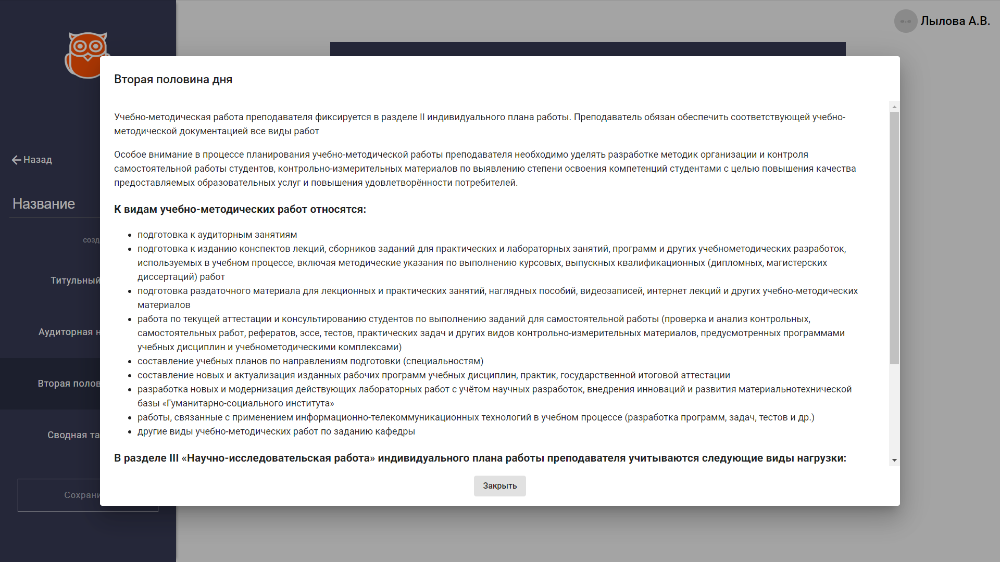 Лылова А.В.
Назад
Название
созд
Титульный
Аудиторная н
Вторая полов
Сводная та
Сохрани
Вторая половина дня
Учебно-методическая работа преподавателя фиксируется в разделе II индивидуального плана работы. Преподаватель обязан обеспечить соответствующей учебно-
методической документацией все виды работ
Особое внимание в процессе планирования учебно-методической работы преподавателя необходимо уделять разработке методик организации и контроля
самостоятельной работы студентов, контрольно-измерительных материалов по выявлению степени освоения компетенций студентами с целью повышения качества
предоставляемых образовательных услуг и повышения удовлетворённости потребителей.
К видам учебно-методических работ относятся:
подготовка к аудиторным занятиям
подготовка к изданию конспектов лекций, сборников заданий для практических и лабораторных занятий, программ и других учебнометодических разработок,
используемых в учебном процессе, включая методические указания по выполнению курсовых, выпускных квалификационных (дипломных, магистерских
диссертаций) работ
подготовка раздаточного материала для лекционных и практических занятий, наглядных пособий, видеозаписей, интернет лекций и других учебно-методических
материалов
работа по текущей аттестации и консультированию студентов по выполнению заданий для самостоятельной работы (проверка и анализ контрольных,
самостоятельных работ, рефератов, эссе, тестов, практических задач и других видов контрольно-измерительных материалов, предусмотренных программами
учебных дисциплин и учебнометодическими комплексами)
составление учебных планов по направлениям подготовки (специальностям)
составление новых и актуализация изданных рабочих программ учебных дисциплин, практик, государственной итоговой аттестации
разработка новых и модернизация действующих лабораторных работ с учётом научных разработок, внедрения инноваций и развития материальнотехнической
базы «Гуманитарно-социального института»
работы, связанные с применением информационно-телекоммуникационных технологий в учебном процессе (разработка программ, задач, тестов и др.)
другие виды учебно-методических работ по заданию кафедры
В разделе III «Научно-исследовательская работа» индивидуального плана работы преподавателя учитываются следующие виды нагрузки:
Закрыть